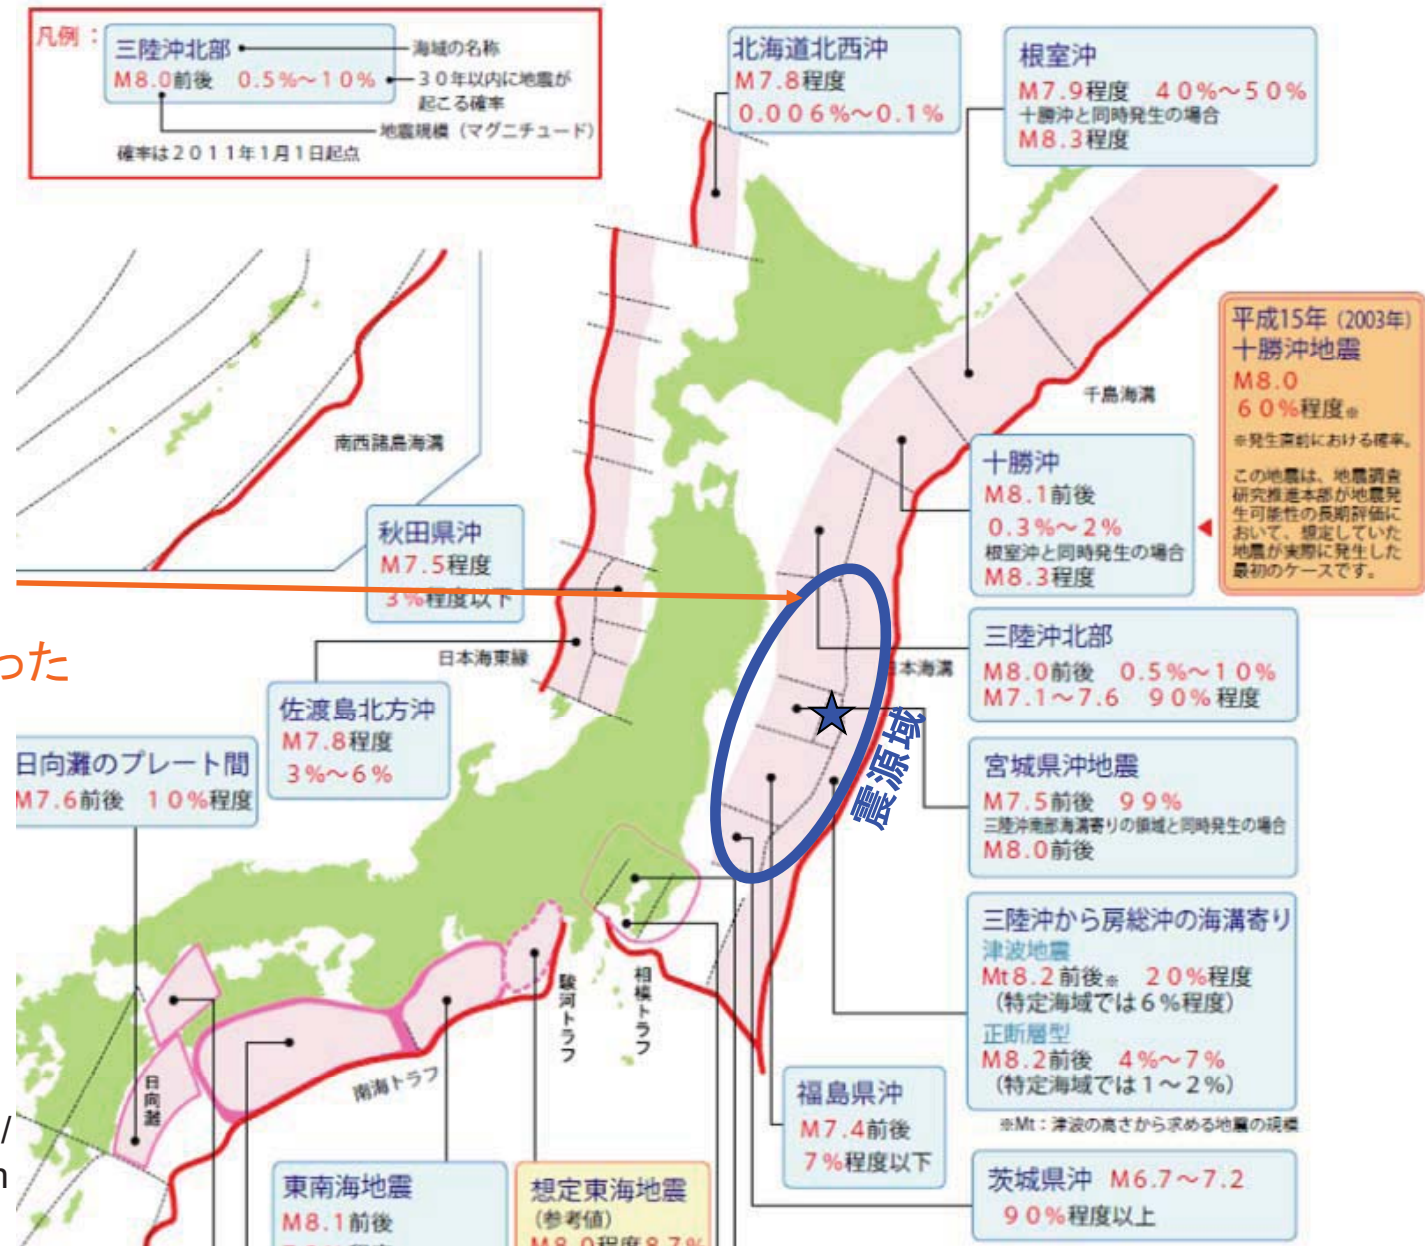 凡例：
三陸沖北部
M8.0前後　0.5%～10%
海域の名称
30年以内に地震が
起こる確率
地震規模（マグニチュード）
確率は2011年1月1日起点
北海道北西沖
M7.8程度
0.006%～0.1%
根室沖
M7.9程度　40%～50%
十勝沖と同時発生の場合
M8.3程度
平成15年（2003年）
十勝沖地震
M8.0
60%程度※
※発生直前における確率。
この地震は、地震調査
研究推進本部が地震発
生可能性の長期評価に
おいて、想定していた
地震が実際に発生した
最初のケースです。
千島海溝
南西諸島海溝
十勝沖
M8.1前後
0.3%～2%
根室沖と同時発生の場合
M8.3程度
秋田県沖
M7.5程度
3%程度以下
日本海東縁
った
三陸沖北部
M8.0前後　0.5%～10%
M7.1～7.6　90%程度
本海溝
佐渡島北方沖
M7.8程度
3%～6%
震源域
日向灘のプレート間
M7.6前後　10%程度
宮城県沖地震
M7.5前後　99%
三陸沖南部海溝寄りの領域と同時発生の場合
M8.0前後
三陸沖から房総沖の海溝寄り
津波地震
Mt8.2前後※　20%程度
（特定海域では6%程度）
正断層型
M8.2前後　4%～7%
（特定海域では1～2%）
※Mt：津波の高さから求める地震の規模
駿河トラフ
相模トラフ
南海トラフ
日向灘
福島県沖
M7.4前後
7%程度以下
茨城県沖　M6.7～7.2
90%程度以上
/
n
東南海地震
M8.1前後
想定東海地震
（参考値）
M8.0程度87%